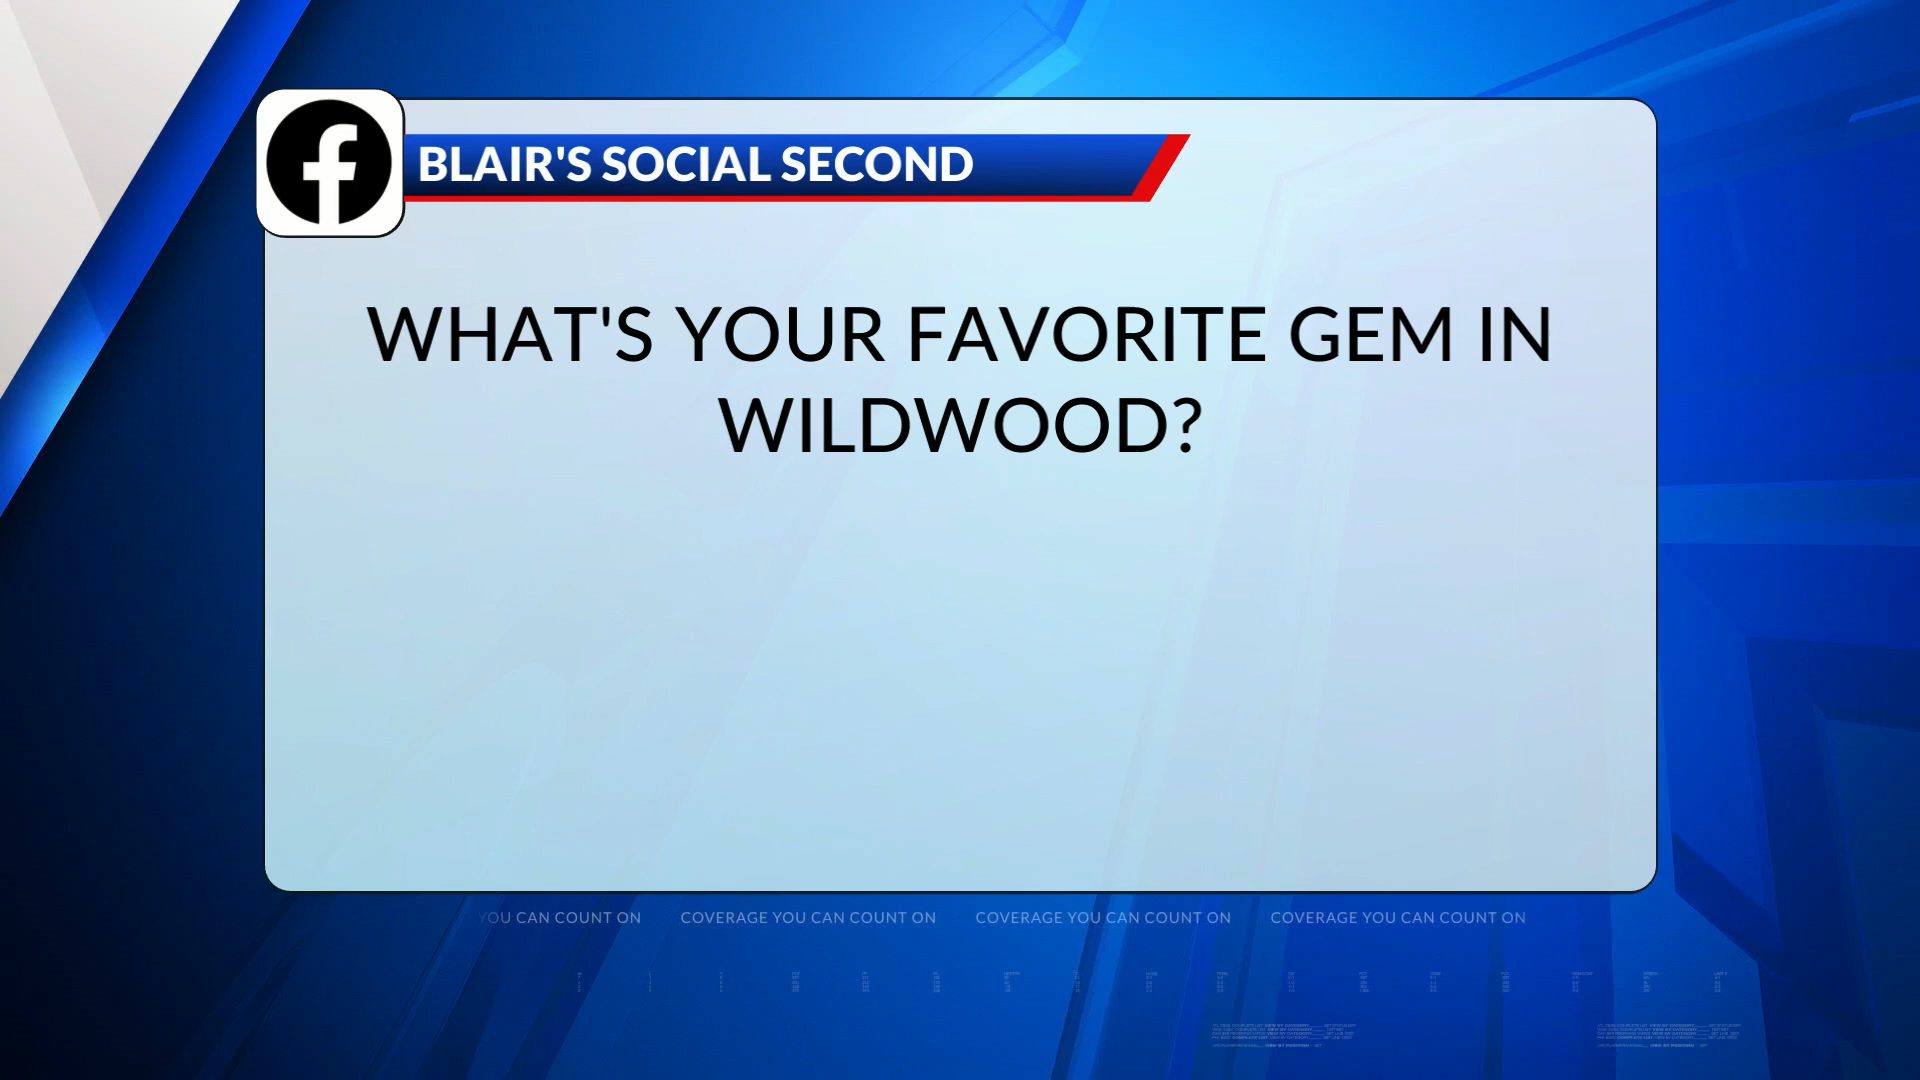 BLAIR'S SOCIAL SECOND
WHAT'S YOUR FAVORITE GEM IN
WILDWOOD?
YOU CAN COUNT ON COVERAGE YOU CAN COUNT ON COVERAGE YOU CAN COUNT ON COVERAGE YOU CAN COUNT ON